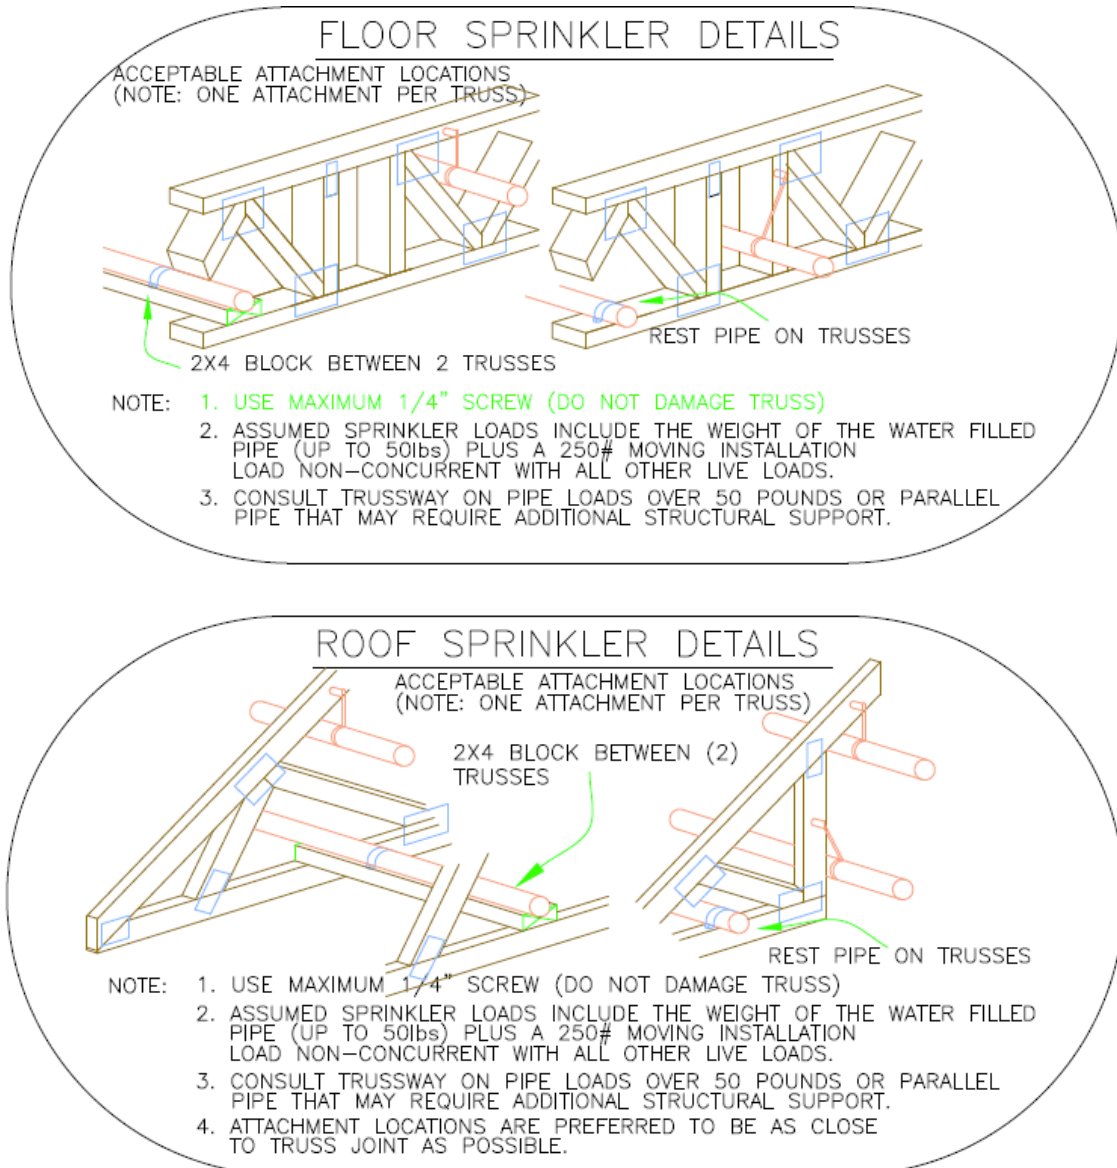 FLOOR SPRINKLER DETAILS
ACCEPTABLE ATTACHMENT LOCATIONS
(NOTE: ONE ATTACHMENT PER TRUSS)
REST PIPE ON TRUSSES
2X4 BLOCK BETWEEN 2 TRUSSES
NOTE: 1. USE MAXIMUM 1/4" SCREW (DO NOT DAMAGE TRUSS)
2. ASSUMED SPRINKLER LOADS INCLUDE THE WEIGHT OF THE WATER FILLED
PIPE (UP TO 50lbs) PLUS A 250# MOVING INSTALLATION
LOAD NON-CONCURRENT WITH ALL OTHER LIVE LOADS.
3. CONSULT TRUSSWAY ON PIPE LOADS OVER 50 POUNDS OR PARALLEL
PIPE THAT MAY REQUIRE ADDITIONAL STRUCTURAL SUPPORT.
ROOF SPRINKLER DETAILS
ACCEPTABLE ATTACHMENT LOCATIONS
(NOTE: ONE ATTACHMENT PER TRUSS)
2X4 BLOCK BETWEEN (2)
TRUSSES
REST PIPE ON TRUSSES
NOTE: 1. USE MAXIMUM 1/4" SCREW (DO NOT DAMAGE TRUSS)
2. ASSUMED SPRINKLER LOADS INCLUDE THE WEIGHT OF THE WATER FILLED
PIPE (UP TO 50lbs) PLUS A 250# MOVING INSTALLATION
LOAD NON-CONCURRENT WITH ALL OTHER LIVE LOADS.
3. CONSULT TRUSSWAY ON PIPE LOADS OVER 50 POUNDS OR PARALLEL
PIPE THAT MAY REQUIRE ADDITIONAL STRUCTURAL SUPPORT.
4. ATTACHMENT LOCATIONS ARE PREFERRED TO BE AS CLOSE
TO TRUSS JOINT AS POSSIBLE.